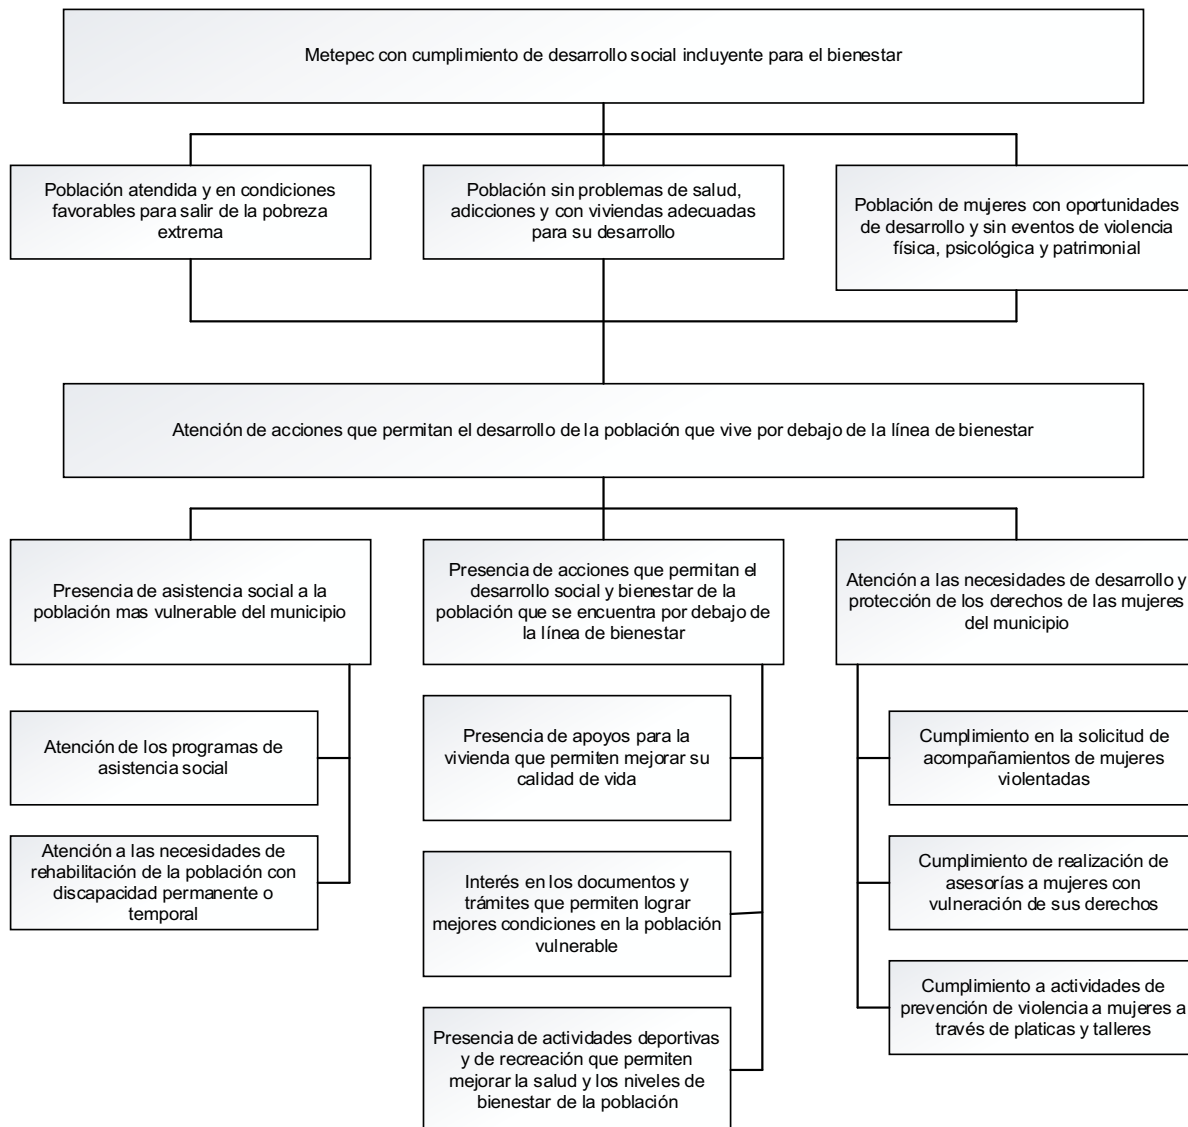 Metepec con cumplimiento de desarrollo social incluyente para el bienestar
Población atendida y en condiciones
favorables para salir de la pobreza
extrema
Población sin problemas de salud,
adicciones y con viviendas adecuadas
para su desarrollo
Población de mujeres con oportunidades
de desarrollo y sin eventos de violencia
física, psicológica y patrimonial
Atención de acciones que permitan el desarrollo de la población que vive por debajo de la línea de bienestar
Presencia de asistencia social a la
población mas vulnerable del municipio
Atención de los programas de
asistencia social
Atención a las necesidades de
rehabilitación de la población con
discapacidad permanente o
temporal
Presencia de acciones que permitan el
desarrollo social y bienestar de la
población que se encuentra por debajo de
la línea de bienestar
Presencia de apoyos para la
vivienda que permiten mejorar su
calidad de vida
Interés en los documentos y
trámites que permiten lograr
mejores condiciones en la población
vulnerable
Presencia de actividades deportivas
y de recreación que permiten
mejorar la salud y los niveles de
bienestar de la población
Atención a las necesidades de desarrollo y
protección de los derechos de las mujeres
del municipio
Cumplimiento en la solicitud de
acompañamientos de mujeres
violentadas
Cumplimiento de realización de
asesorías a mujeres con
vulneración de sus derechos
Cumplimiento a actividades de
prevención de violencia a mujeres a
través de platicas y talleres